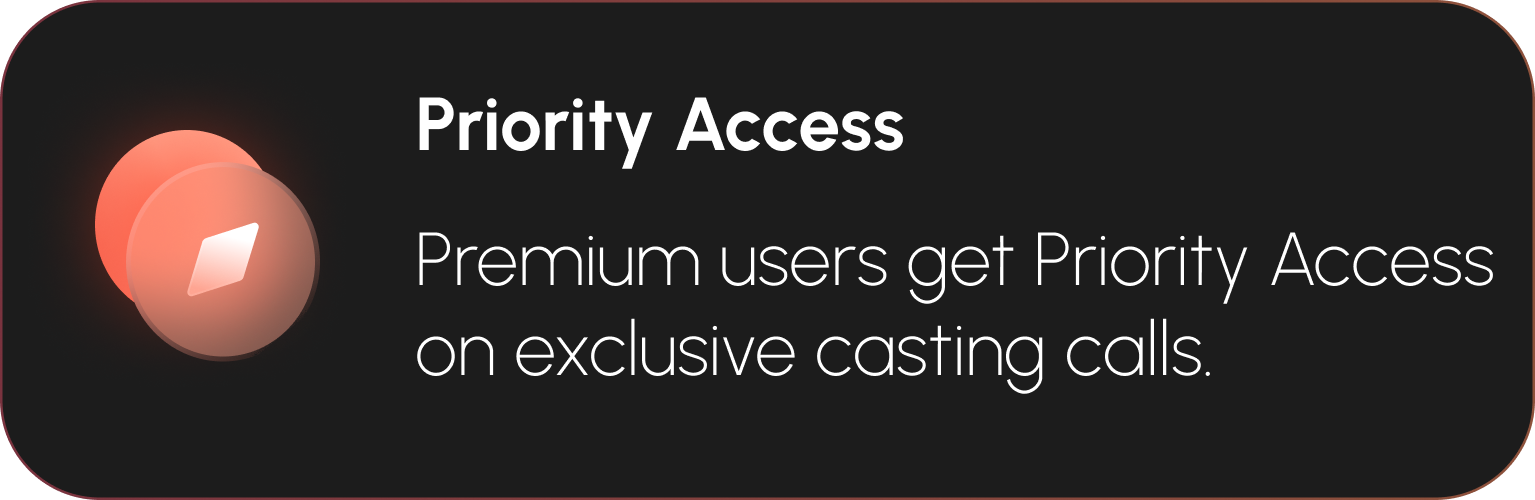 Priority Access
Premium users get Priority Access
on exclusive casting calls.